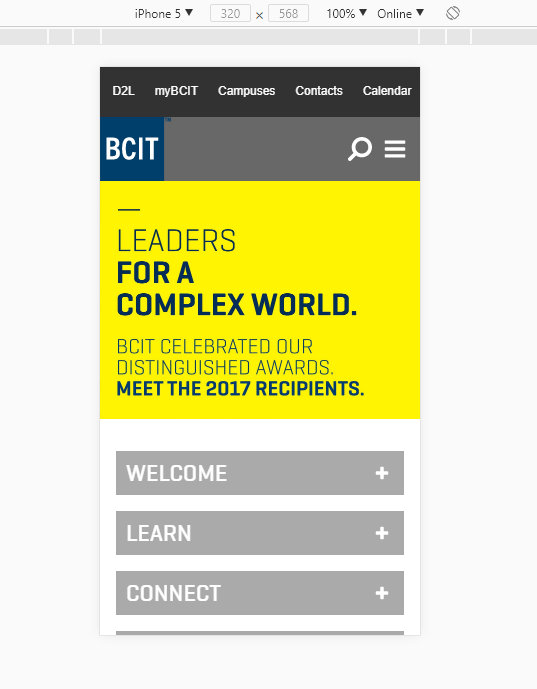 iPhone 5 ▼ 320 × 568 100% ▼ Online ▼
D2L myBCIT Campuses Contacts Calendar
BCIT ™
LEADERS
FOR A
COMPLEX WORLD.
BCIT CELEBRATED OUR
DISTINGUISHED AWARDS.
MEET THE 2017 RECIPIENTS.
WELCOME +
LEARN +
CONNECT +